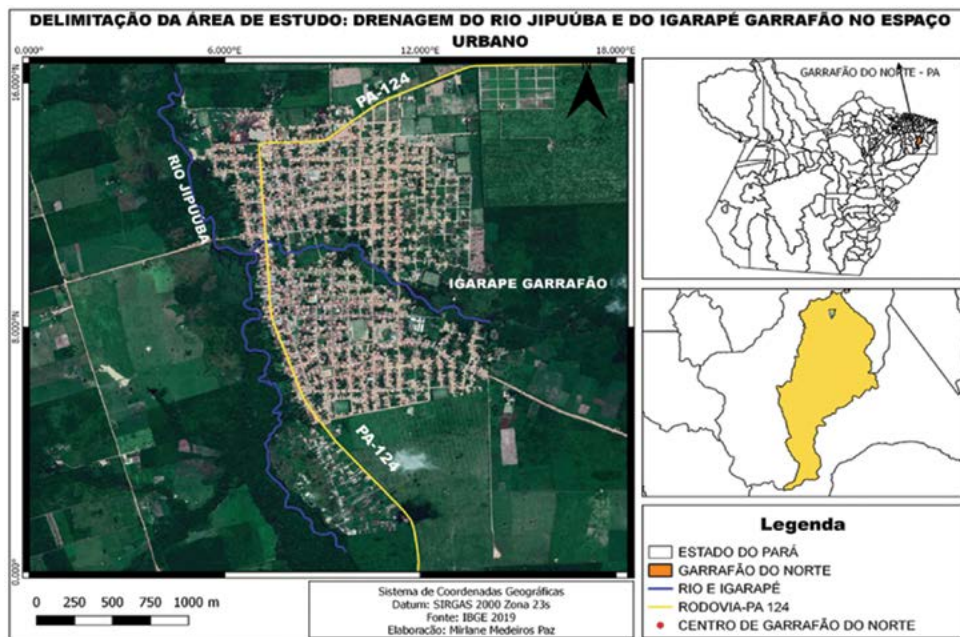 DELIMITAÇÃO DA ÁREA DE ESTUDO: DRENAGEM DO RIO JIPUÚBA E DO IGARAPÉ GARRAFÃO NO ESPAÇO
URBANO
0.000°
6.000°
12.000°
18.000°
16.000°N
8.000°N
0.000°
PA-124
RIO JIPUÚBA
IGARAPE GARRAFÃO
PA-124
GARRAFÃO DO NORTE - PA
Legenda
ESTADO DO PARÁ
GARRAFÃO DO NORTE
RIO E IGARAPÉ
RODOVIA-PA 124
CENTRO DE GARRAFÃO DO NORTE
0 250 500 750 1000 m
Sistema de Coordenadas Geográficas
Datum: SIRGAS 2000 Zona 23s
Fonte: IBGE 2019
Elaboração: Mirlane Medeiros Paz